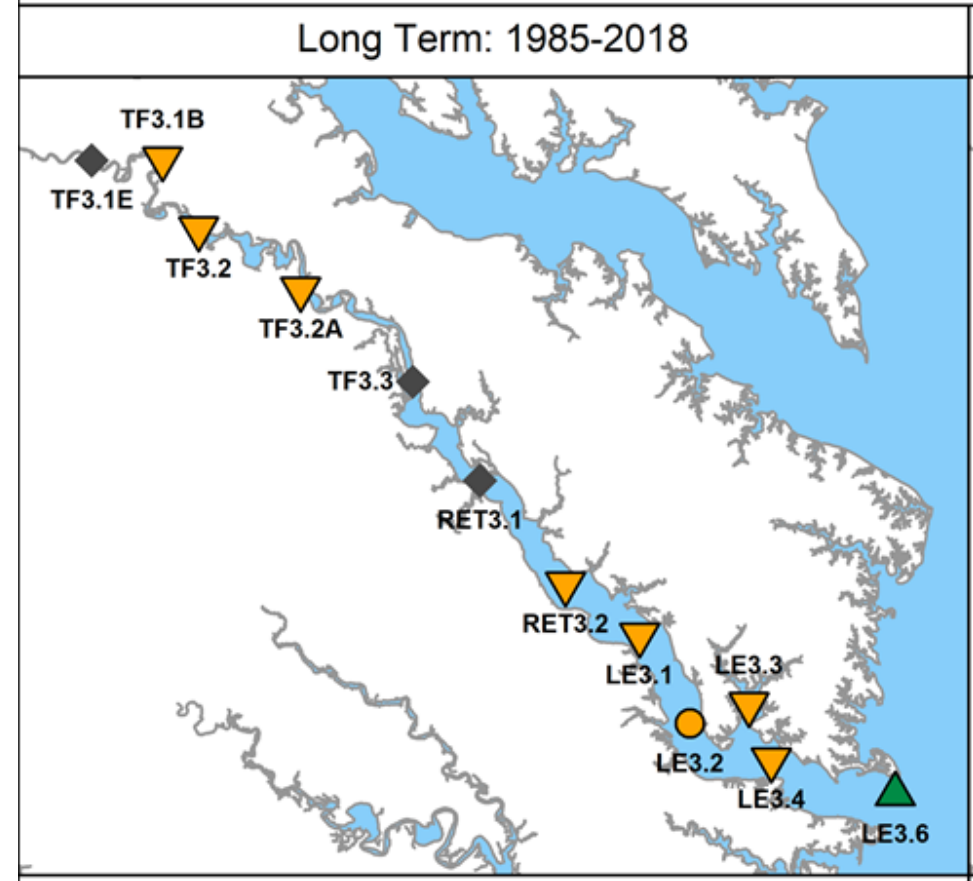 Long Term: 1985-2018
TF3.1B
TF3.1E
TF3.2
TF3.2A
TF3.3
RET3.1
RET3.2
LE3.1
LE3.3
LE3.2
LE3.4
LE3.6